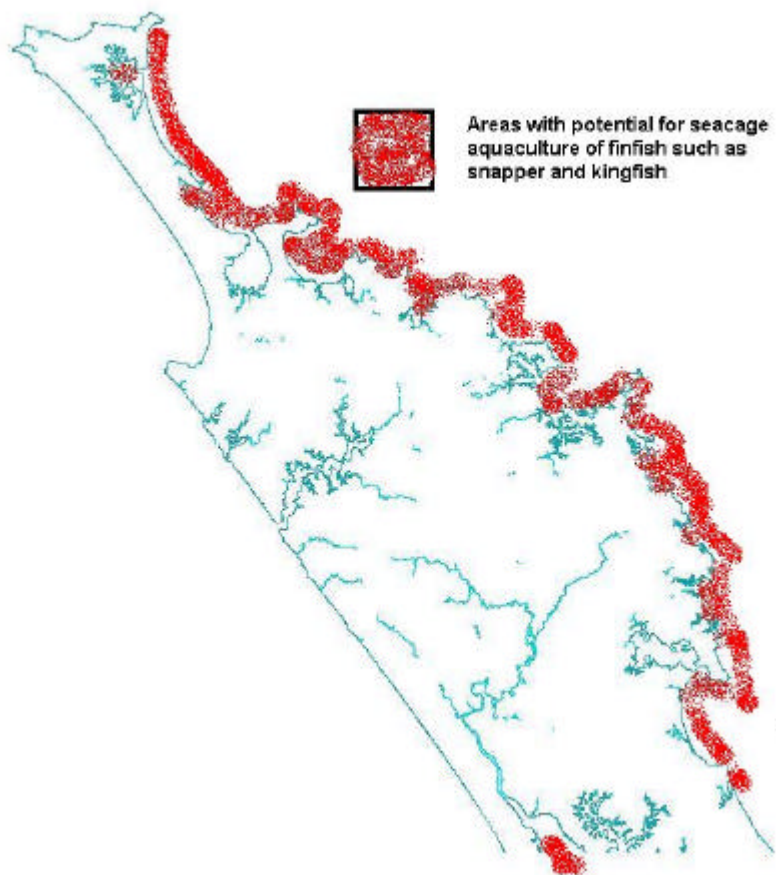 Areas with potential for seacage
aquaculture of finfish such as
snapper and kingfish